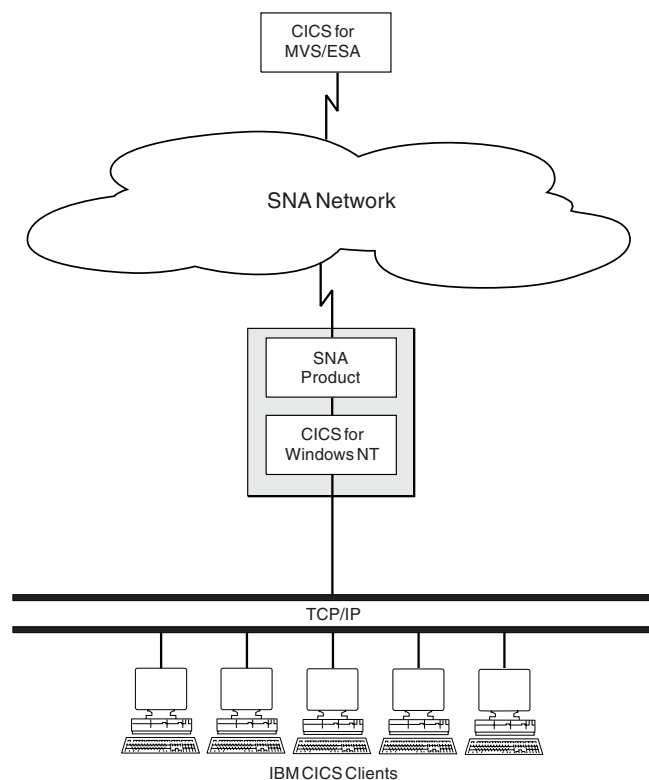 CICS for
MVS/ESA
SNA Network
SNA
Product
CICS for
Windows NT
TCP/IP
IBM CICS Clients